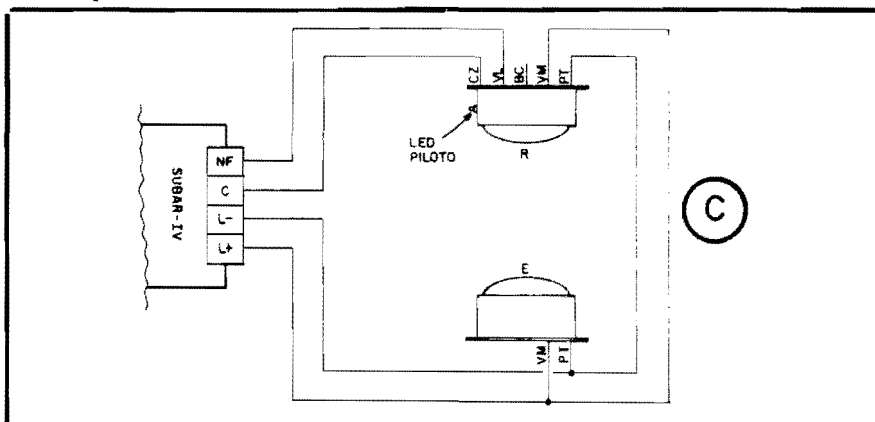 CZ
VL
BC
VM
PT
A
LED
PILOTO
R
NF
C
L-
L+
SUBAR-IV
C
E
VM
PT